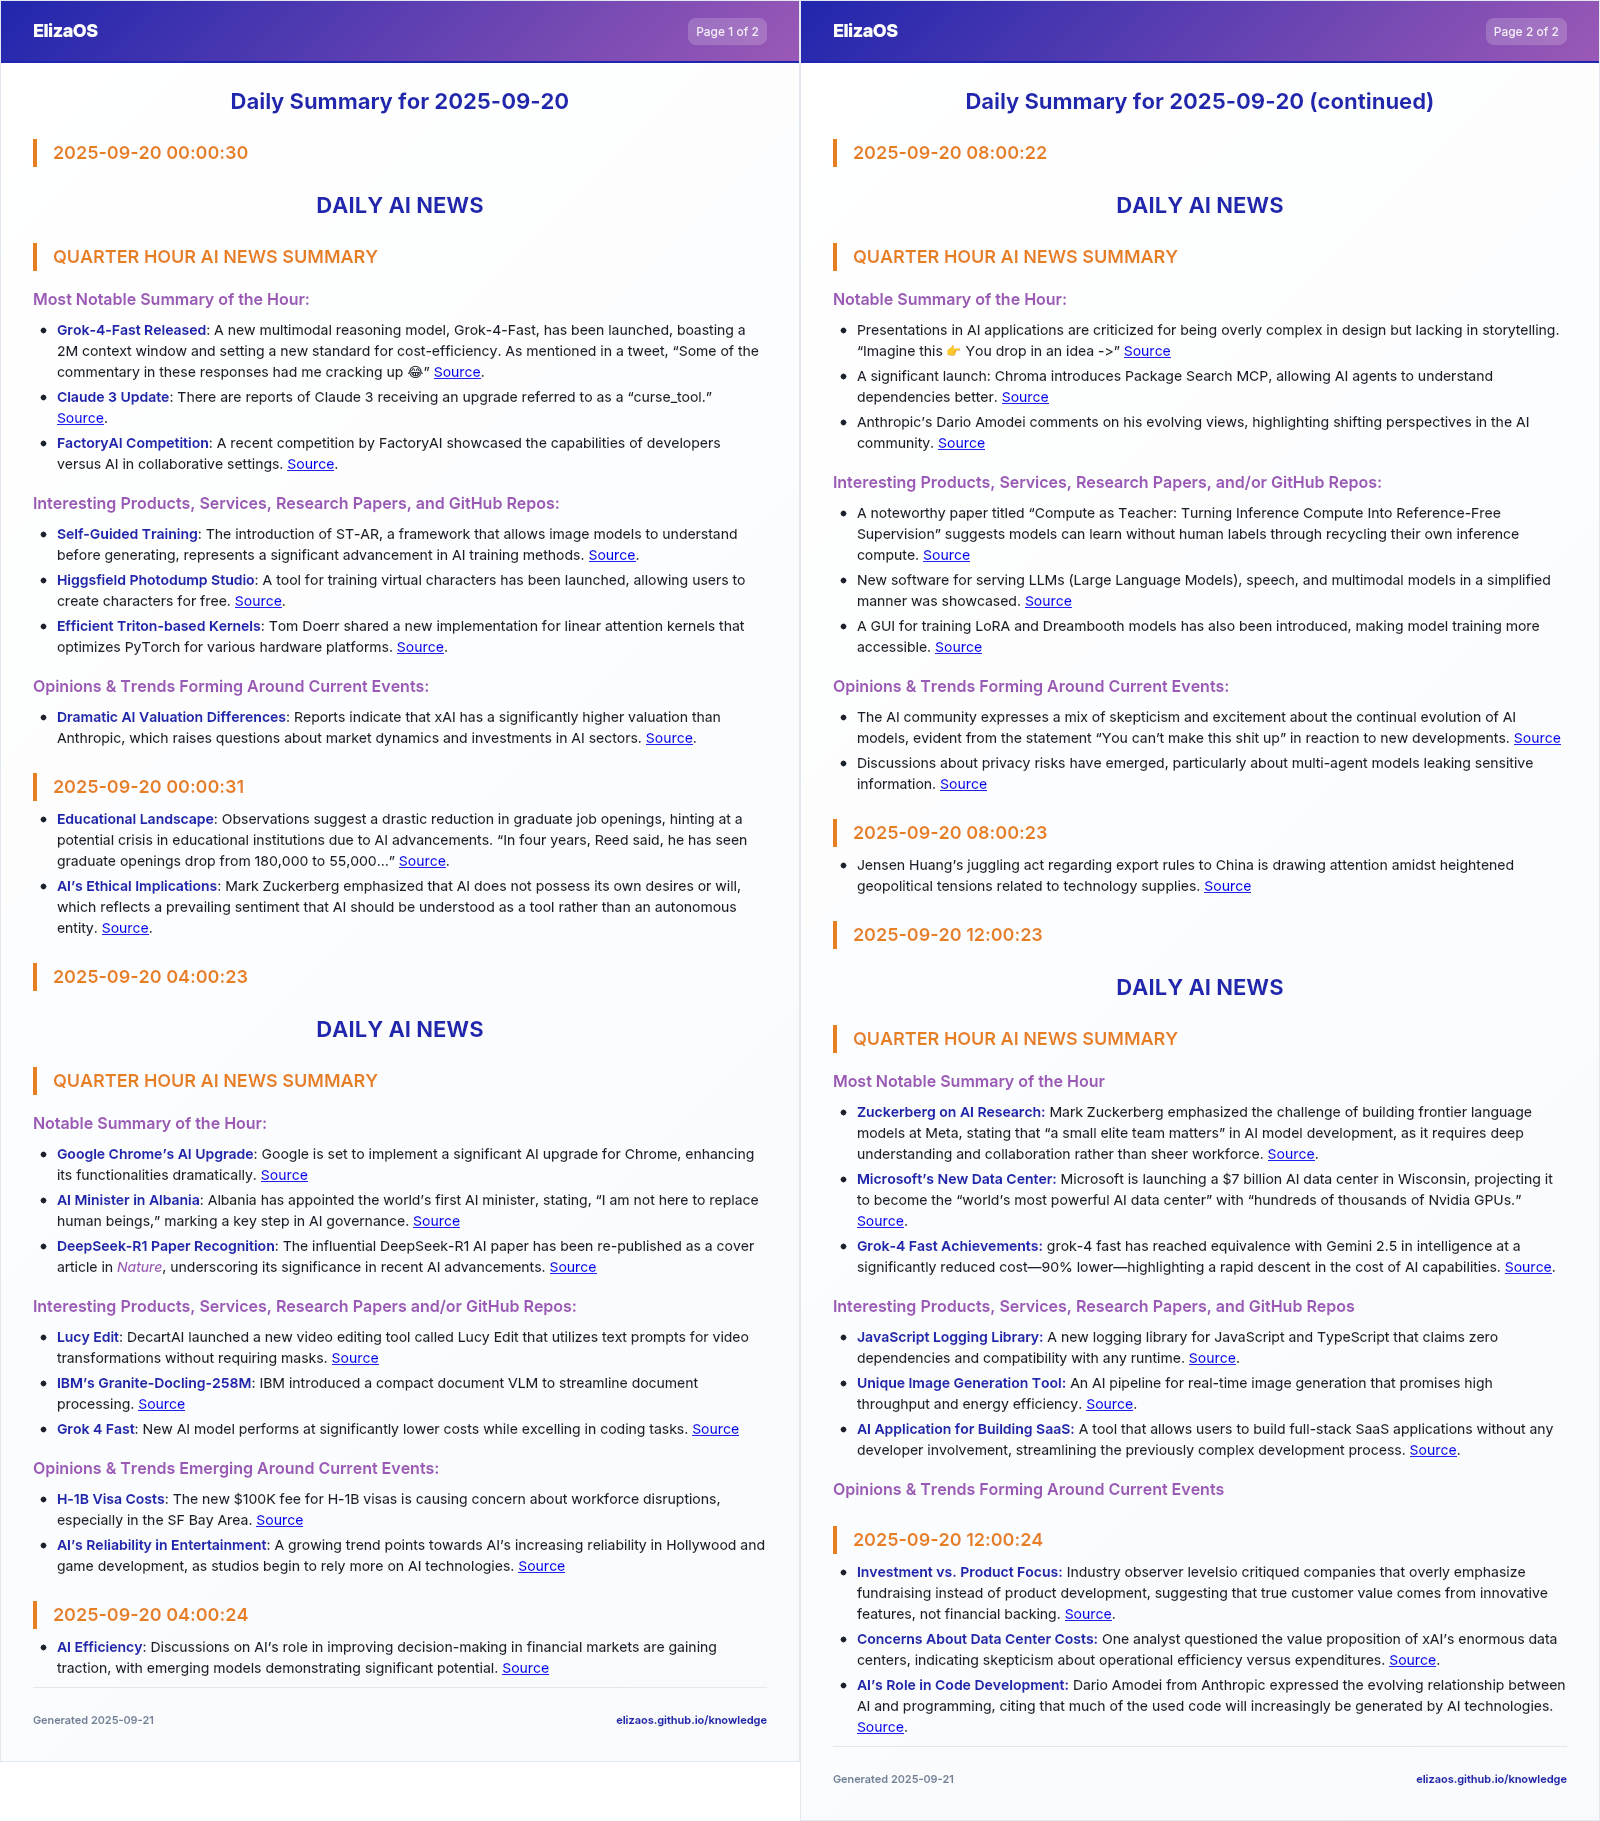 ElizaOS
Page 1 of 2
Daily Summary for 2025-09-20
2025-09-20 00:00:30
DAILY AI NEWS
QUARTER HOUR AI NEWS SUMMARY
Most Notable Summary of the Hour:
• Grok-4-Fast Released: A new multimodal reasoning model, Grok-4-Fast, has been launched, boasting a
2M context window and setting a new standard for cost-efficiency. As mentioned in a tweet, “Some of the
commentary in these responses had me cracking up 😂” Source.
• Claude 3 Update: There are reports of Claude 3 receiving an upgrade referred to as a “curse_tool.”
Source.
• FactoryAI Competition: A recent competition by FactoryAI showcased the capabilities of developers
versus AI in collaborative settings. Source.
Interesting Products, Services, Research Papers, and GitHub Repos:
• Self-Guided Training: The introduction of ST-AR, a framework that allows image models to understand
before generating, represents a significant advancement in AI training methods. Source.
• Higgsfield Photodump Studio: A tool for training virtual characters has been launched, allowing users to
create characters for free. Source.
• Efficient Triton-based Kernels: Tom Doerr shared a new implementation for linear attention kernels that
optimizes PyTorch for various hardware platforms. Source.
Opinions & Trends Forming Around Current Events:
• Dramatic AI Valuation Differences: Reports indicate that xAI has a significantly higher valuation than
Anthropic, which raises questions about market dynamics and investments in AI sectors. Source.
2025-09-20 00:00:31
• Educational Landscape: Observations suggest a drastic reduction in graduate job openings, hinting at a
potential crisis in educational institutions due to AI advancements. “In four years, Reed said, he has seen
graduate openings drop from 180,000 to 55,000…” Source.
• AI’s Ethical Implications: Mark Zuckerberg emphasized that AI does not possess its own desires or will,
which reflects a prevailing sentiment that AI should be understood as a tool rather than an autonomous
entity. Source.
2025-09-20 04:00:23
DAILY AI NEWS
QUARTER HOUR AI NEWS SUMMARY
Notable Summary of the Hour:
• Google Chrome’s AI Upgrade: Google is set to implement a significant AI upgrade for Chrome, enhancing
its functionalities dramatically. Source
• AI Minister in Albania: Albania has appointed the world’s first AI minister, stating, “I am not here to replace
human beings,” marking a key step in AI governance. Source
• DeepSeek-R1 Paper Recognition: The influential DeepSeek-R1 AI paper has been re-published as a cover
article in Nature, underscoring its significance in recent AI advancements. Source
Interesting Products, Services, Research Papers and/or GitHub Repos:
• Lucy Edit: DecartAI launched a new video editing tool called Lucy Edit that utilizes text prompts for video
transformations without requiring masks. Source
• IBM’s Granite-Docling-258M: IBM introduced a compact document VLM to streamline document
processing. Source
• Grok 4 Fast: New AI model performs at significantly lower costs while excelling in coding tasks. Source
Opinions & Trends Emerging Around Current Events:
• H-1B Visa Costs: The new $100K fee for H-1B visas is causing concern about workforce disruptions,
especially in the SF Bay Area. Source
• AI’s Reliability in Entertainment: A growing trend points towards AI’s increasing reliability in Hollywood and
game development, as studios begin to rely more on AI technologies. Source
2025-09-20 04:00:24
• AI Efficiency: Discussions on AI’s role in improving decision-making in financial markets are gaining
traction, with emerging models demonstrating significant potential. Source
Generated 2025-09-21
elizaos.github.io/knowledge
ElizaOS
Page 2 of 2
Daily Summary for 2025-09-20 (continued)
2025-09-20 08:00:22
DAILY AI NEWS
QUARTER HOUR AI NEWS SUMMARY
Notable Summary of the Hour:
• Presentations in AI applications are criticized for being overly complex in design but lacking in storytelling.
“Imagine this 👉 You drop in an idea ->” Source
• A significant launch: Chroma introduces Package Search MCP, allowing AI agents to understand
dependencies better. Source
• Anthropic’s Dario Amodei comments on his evolving views, highlighting shifting perspectives in the AI
community. Source
Interesting Products, Services, Research Papers, and/or GitHub Repos:
• A noteworthy paper titled “Compute as Teacher: Turning Inference Compute Into Reference-Free
Supervision” suggests models can learn without human labels through recycling their own inference
compute. Source
• New software for serving LLMs (Large Language Models), speech, and multimodal models in a simplified
manner was showcased. Source
• A GUI for training LoRA and Dreambooth models has also been introduced, making model training more
accessible. Source
Opinions & Trends Forming Around Current Events:
• The AI community expresses a mix of skepticism and excitement about the continual evolution of AI
models, evident from the statement “You can’t make this shit up” in reaction to new developments. Source
• Discussions about privacy risks have emerged, particularly about multi-agent models leaking sensitive
information. Source
2025-09-20 08:00:23
• Jensen Huang’s juggling act regarding export rules to China is drawing attention amidst heightened
geopolitical tensions related to technology supplies. Source
2025-09-20 12:00:23
DAILY AI NEWS
QUARTER HOUR AI NEWS SUMMARY
Most Notable Summary of the Hour
• Zuckerberg on AI Research: Mark Zuckerberg emphasized the challenge of building frontier language
models at Meta, stating that “a small elite team matters” in AI model development, as it requires deep
understanding and collaboration rather than sheer workforce. Source.
• Microsoft’s New Data Center: Microsoft is launching a $7 billion AI data center in Wisconsin, projecting it
to become the “world’s most powerful AI data center” with “hundreds of thousands of Nvidia GPUs.”
Source.
• Grok-4 Fast Achievements: grok-4 fast has reached equivalence with Gemini 2.5 in intelligence at a
significantly reduced cost—90% lower—highlighting a rapid descent in the cost of AI capabilities. Source.
Interesting Products, Services, Research Papers, and GitHub Repos
• JavaScript Logging Library: A new logging library for JavaScript and TypeScript that claims zero
dependencies and compatibility with any runtime. Source.
• Unique Image Generation Tool: An AI pipeline for real-time image generation that promises high
throughput and energy efficiency. Source.
• AI Application for Building SaaS: A tool that allows users to build full-stack SaaS applications without any
developer involvement, streamlining the previously complex development process. Source.
Opinions & Trends Forming Around Current Events
2025-09-20 12:00:24
• Investment vs. Product Focus: Industry observer levelsio critiqued companies that overly emphasize
fundraising instead of product development, suggesting that true customer value comes from innovative
features, not financial backing. Source.
• Concerns About Data Center Costs: One analyst questioned the value proposition of xAI’s enormous data
centers, indicating skepticism about operational efficiency versus expenditures. Source.
• AI’s Role in Code Development: Dario Amodei from Anthropic expressed the evolving relationship between
AI and programming, citing that much of the used code will increasingly be generated by AI technologies.
Source.
Generated 2025-09-21
elizaos.github.io/knowledge